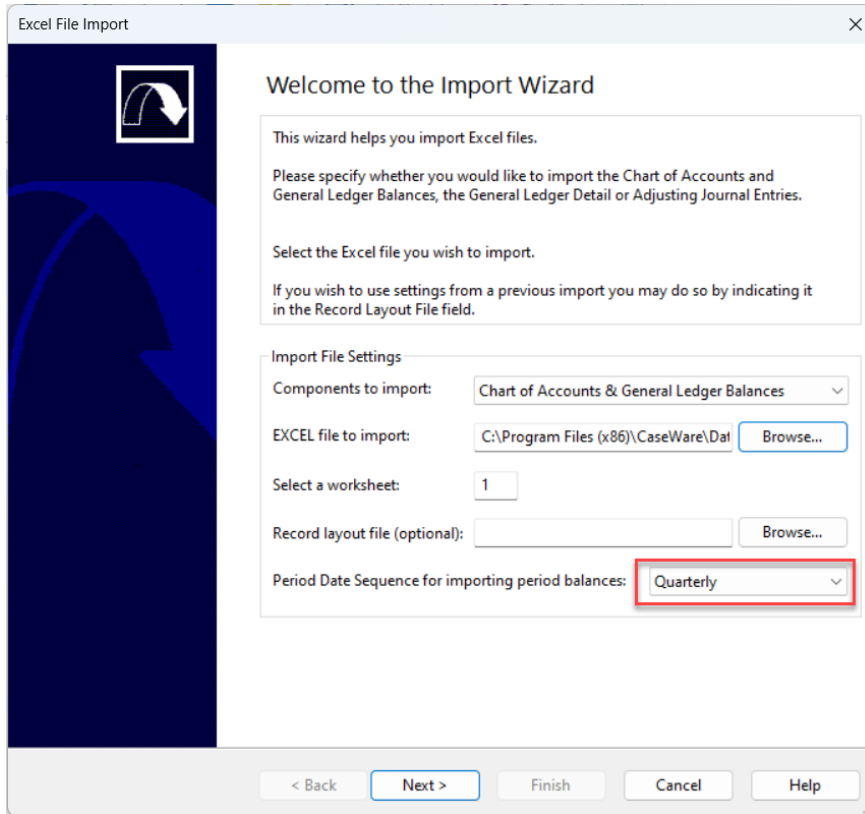 Excel File Import
Welcome to the Import Wizard
This wizard helps you import Excel files.
Please specify whether you would like to import the Chart of Accounts and
General Ledger Balances, the General Ledger Detail or Adjusting Journal Entries.
Select the Excel file you wish to import.
If you wish to use settings from a previous import you may do so by indicating it
in the Record Layout File field.
Import File Settings
Components to import: Chart of Accounts & General Ledger Balances
EXCEL file to import: C:\Program Files (x86)\CaseWare\Dat Browse...
Select a worksheet: 1
Record layout file (optional): Browse...
Period Date Sequence for importing period balances: Quarterly
< Back Next > Finish Cancel Help